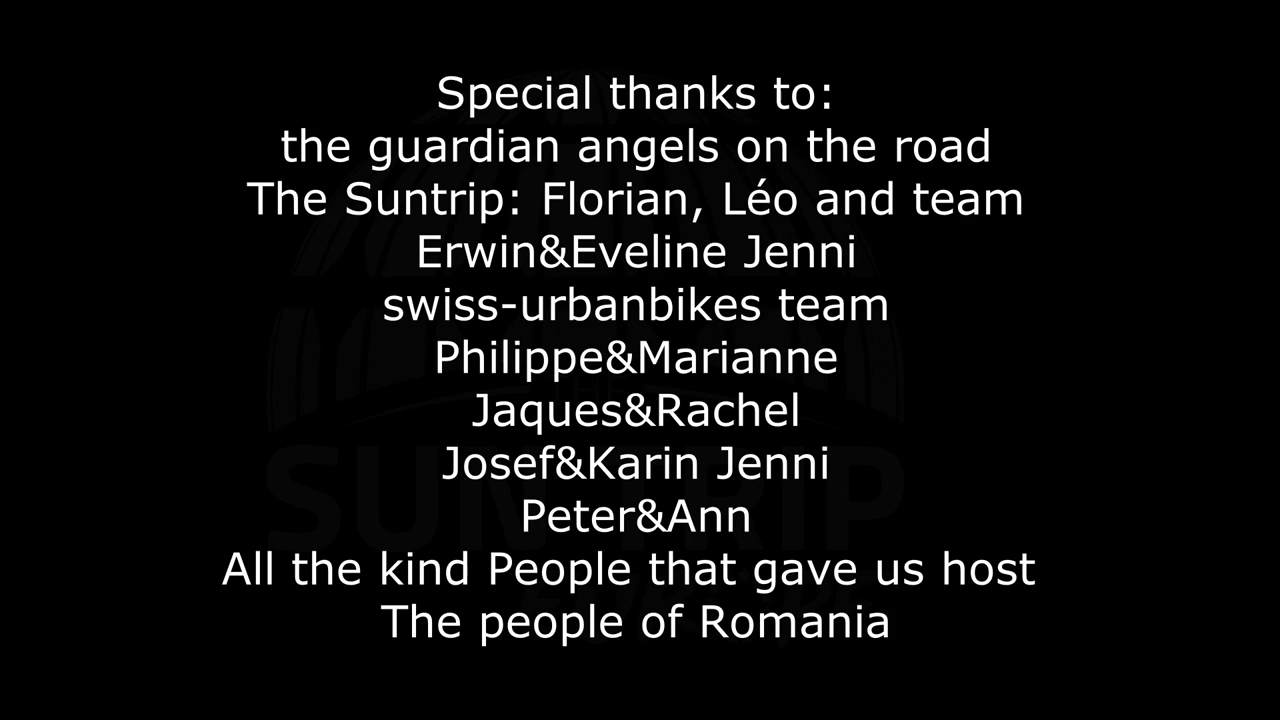 Special thanks to:
the guardian angels on the road
The Suntrip: Florian, Léo and team
Erwin&Eveline Jenni
swiss-urbanbikes team
Philippe&Marianne
Jaques&Rachel
Josef&Karin Jenni
Peter&Ann
All the kind People that gave us host
The people of Romania
SUN TRIP